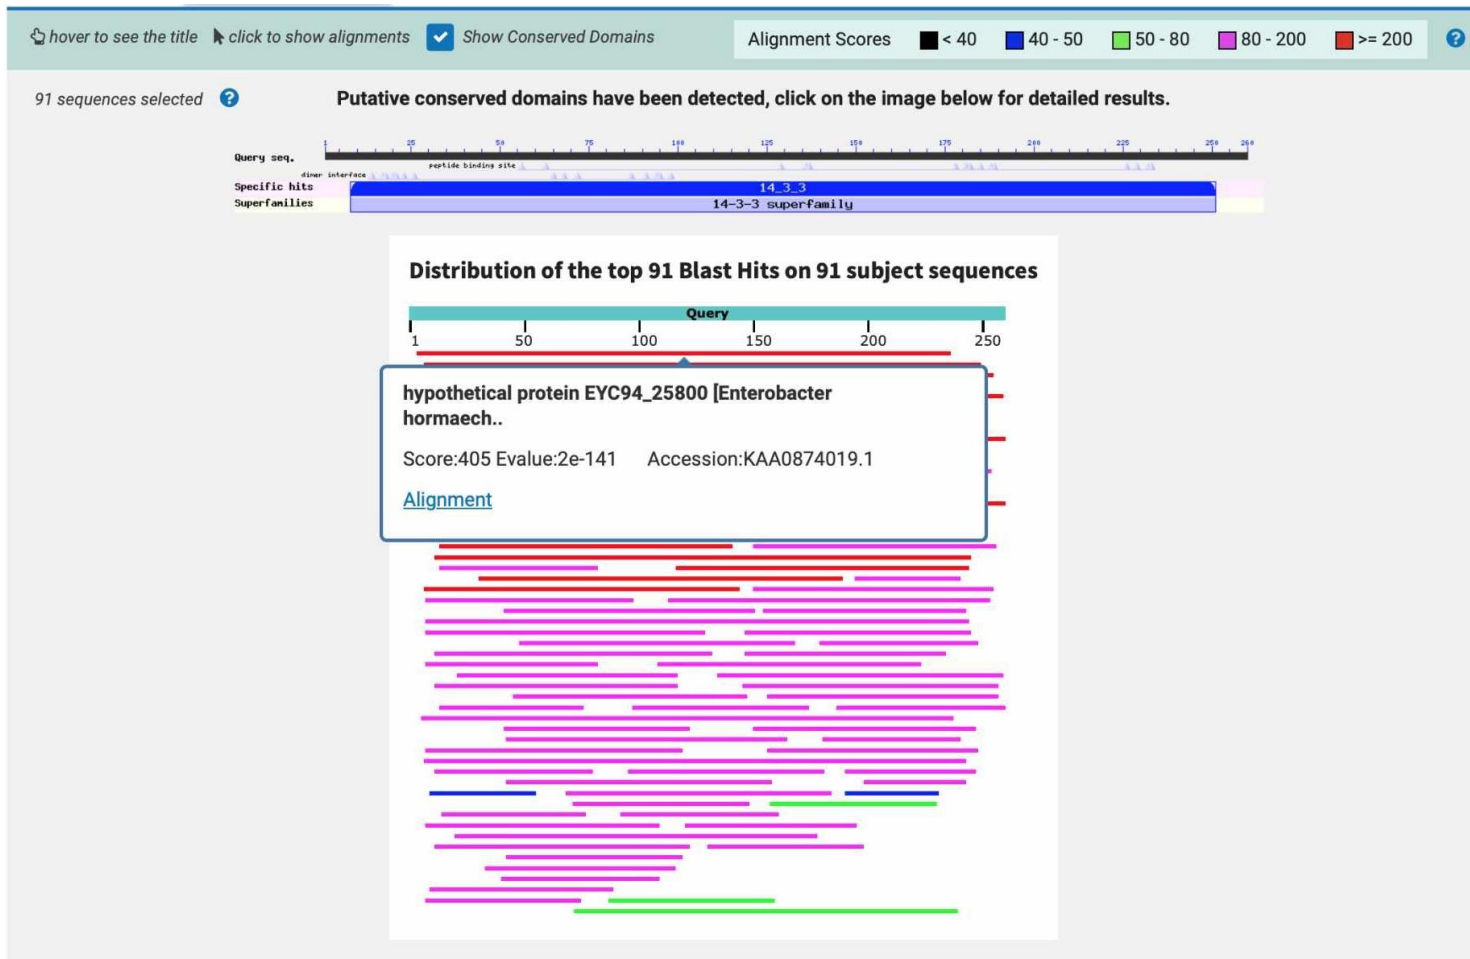 hover to see the title click to show alignments Show Conserved Domains Alignment Scores < 40 40 - 50 50 - 80 80 - 200 >= 200 ?
91 sequences selected ? Putative conserved domains have been detected, click on the image below for detailed results.
1 25 50 75 100 125 150 175 200 225 250 260
Query seq.
peptide binding site
dimer interface
Specific hits 14_3_3
Superfamilies 14-3-3 superfamily
Distribution of the top 91 Blast Hits on 91 subject sequences
Query
1 50 100 150 200 250
hypothetical protein EYC94_25800 [Enterobacter
hormaech..
Score:405 Evalue:2e-141 Accession:KAA0874019.1
Alignment